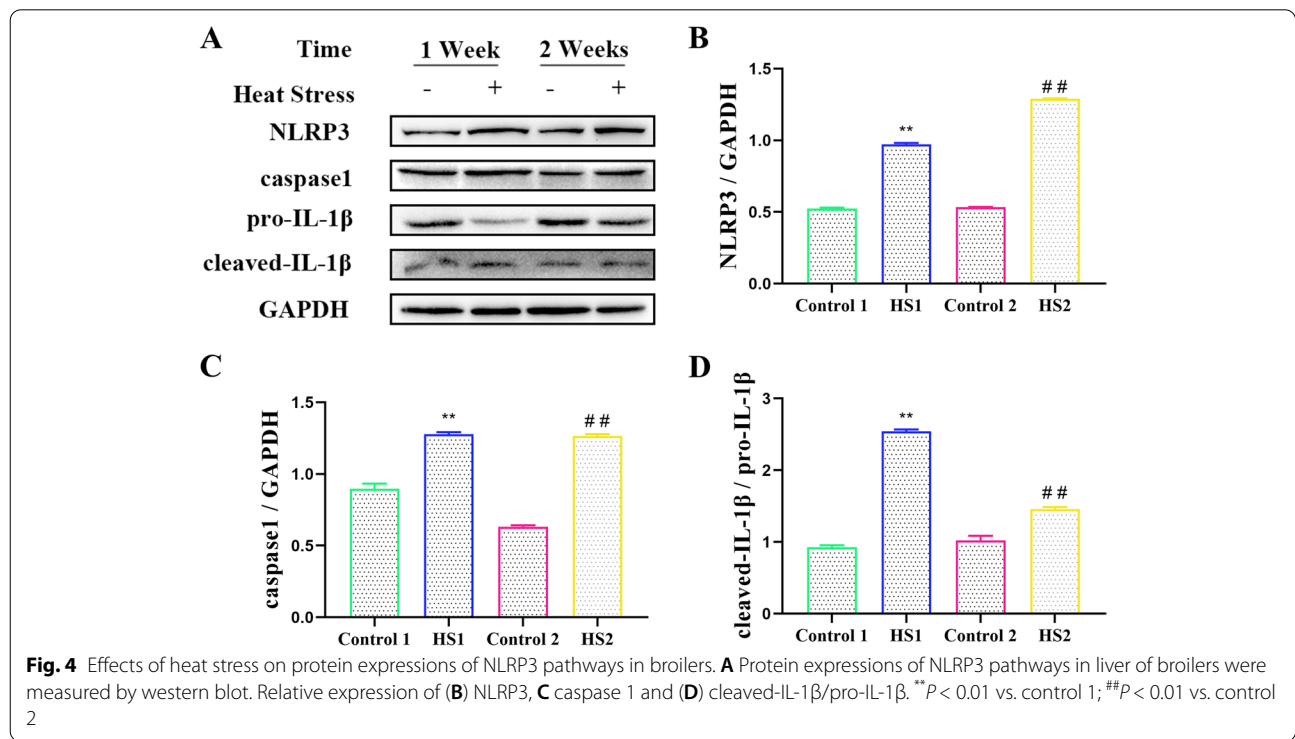 A
Time 1 Week 2 Weeks
Heat Stress - + - +
NLRP3
caspase1
pro-IL-1β
cleaved-IL-1β
GAPDH
B
NLRP3 / GAPDH
1.5
1.0
0.5
0.0
**
# #
Control 1 HS1 Control 2 HS2
C
caspase1 / GAPDH
1.5
1.0
0.5
0.0
**
# #
Control 1 HS1 Control 2 HS2
D
cleaved-IL-1β / pro-IL-1β
3
2
1
0
**
# #
Control 1 HS1 Control 2 HS2
Fig. 4 Effects of heat stress on protein expressions of NLRP3 pathways in broilers. A Protein expressions of NLRP3 pathways in liver of broilers were
measured by western blot. Relative expression of (B) NLRP3, C caspase 1 and (D) cleaved-IL-1β/pro-IL-1β. **P < 0.01 vs. control 1; ##P < 0.01 vs. control
2